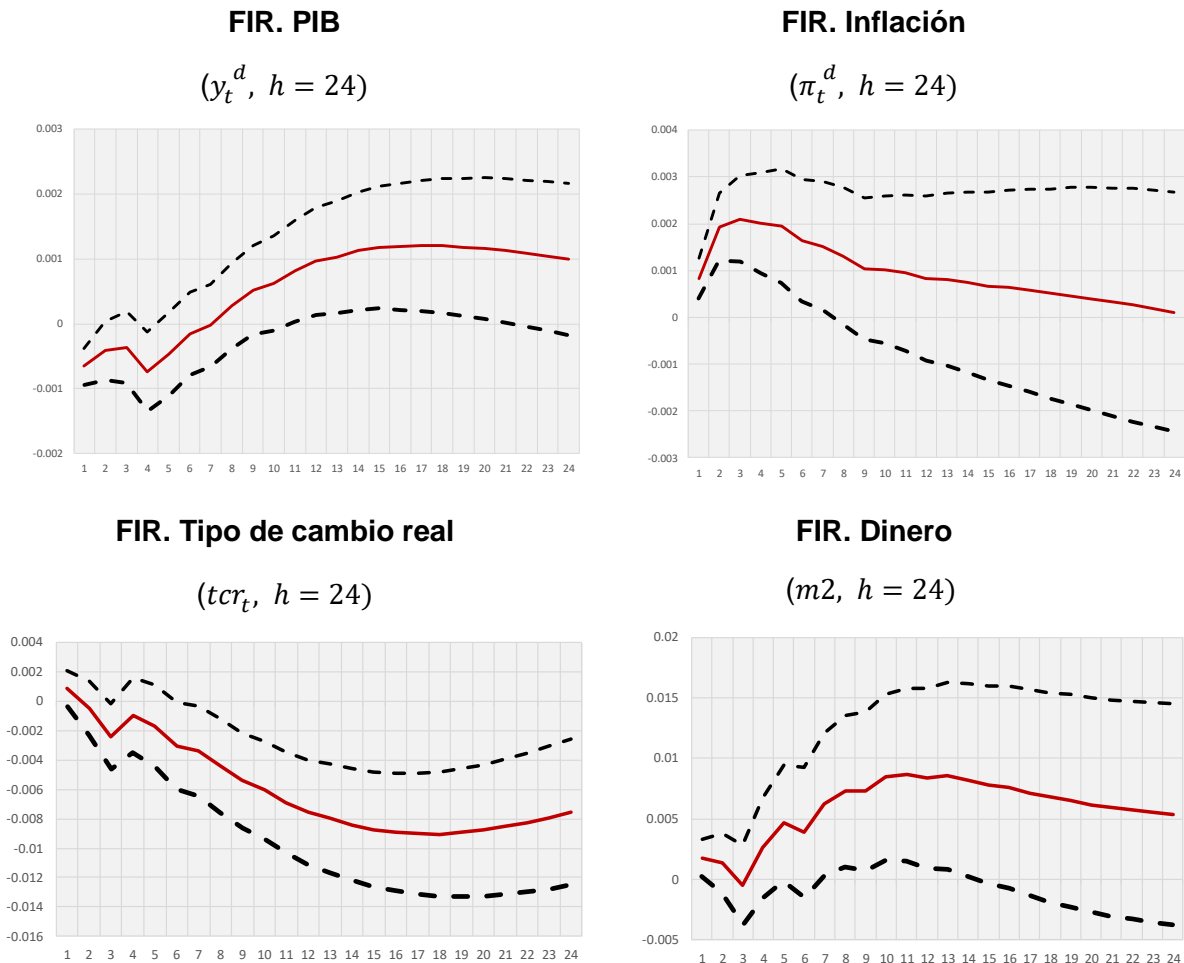 FIR. PIB
(y_t^d, h = 24)
0.003
0.002
0.001
0
-0.001
-0.002
1 2 3 4 5 6 7 8 9 10 11 12 13 14 15 16 17 18 19 20 21 22 23 24
FIR. Inflación
(π_t^d, h = 24)
0.004
0.003
0.002
0.001
0
-0.001
-0.002
-0.003
1 2 3 4 5 6 7 8 9 10 11 12 13 14 15 16 17 18 19 20 21 22 23 24
FIR. Tipo de cambio real
(tcr_t, h = 24)
0.004
0.002
0
-0.002
-0.004
-0.006
-0.008
-0.01
-0.012
-0.014
-0.016
1 2 3 4 5 6 7 8 9 10 11 12 13 14 15 16 17 18 19 20 21 22 23 24
FIR. Dinero
(m2, h = 24)
0.02
0.015
0.01
0.005
0
-0.005
1 2 3 4 5 6 7 8 9 10 11 12 13 14 15 16 17 18 19 20 21 22 23 24